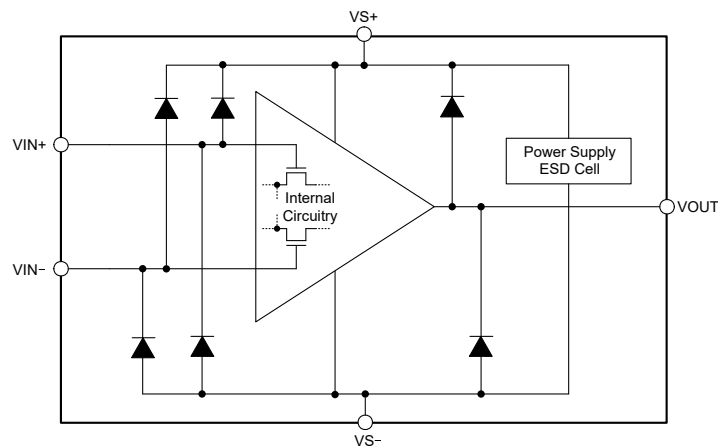 VS+
VIN+
Power Supply
ESD Cell
Internal
Circuitry
VOUT
VIN−
VS−